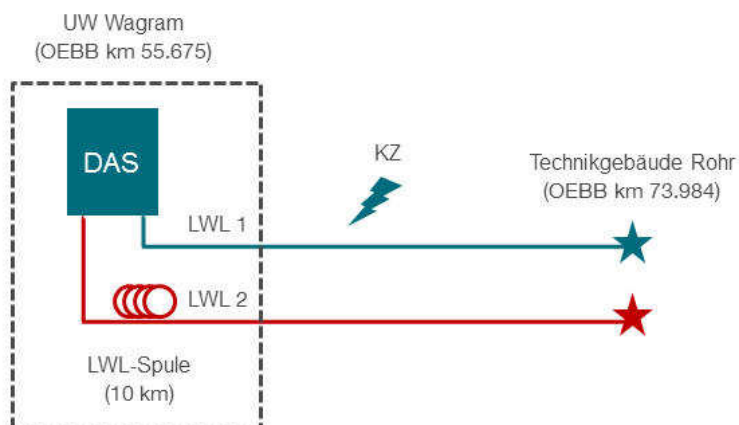 UW Wagram
(OEBB km 55.675)
DAS
KZ
Technikgebäude Rohr
(OEBB km 73.984)
LWL 1
LWL 2
LWL-Spule
(10 km)